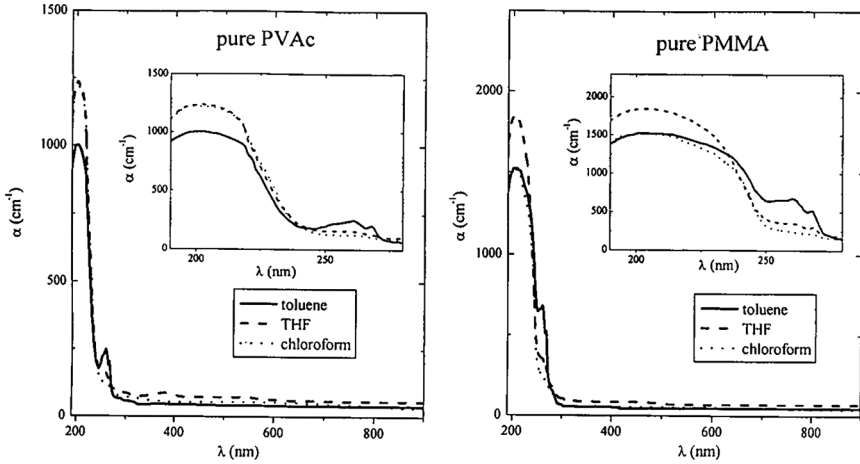 pure PVAc
1500
1000
500
0
α (cm⁻¹)
200
400
600
800
λ (nm)
1500
1000
500
0
α (cm⁻¹)
200
250
λ (nm)
toluene
THF
chloroform
pure PMMA
2000
1000
0
α (cm⁻¹)
200
400
600
800
λ (nm)
2000
1500
1000
500
0
α (cm⁻¹)
200
250
λ (nm)
toluene
THF
chloroform